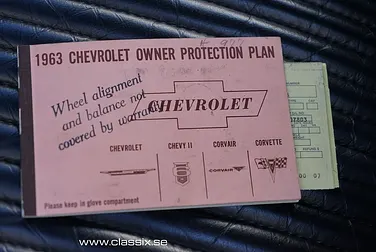 1963 CHEVROLET OWNER PROTECTION PLAN
Wheel alignment
and balance not
covered by warranty
CHEVROLET
CHEVROLET CHEVY II CORVAIR CORVETTE
CORVAIR
Please keep in glove compartment
www.classix.se